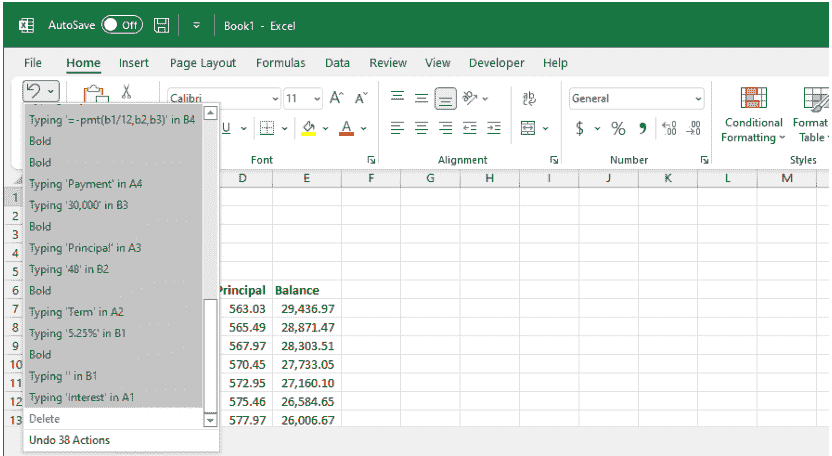 AutoSave Off Book1 - Excel
File Home Insert Page Layout Formulas Data Review View Developer Help
Calibri 11 A^ A˅ ab General
U A $ % 9 .00 .00 Conditional Format
Formatting Table
Font Alignment Number Styles
Typing '=-pmt(b1/12,b2,b3)' in B4
Bold
Bold
Typing 'Payment' in A4
Typing '30,000' in B3
Bold
Typing 'Principal' in A3
Typing '48' in B2
Bold
Typing 'Term' in A2
Typing '5.25%' in B1
Bold
Typing '' in B1
Typing 'Interest' in A1
Delete
Undo 38 Actions
D E F G H I J K L M
1
2
3
4
5
6 Principal Balance
7 563.03 29,436.97
8 565.49 28,871.47
9 567.97 28,303.51
10 570.45 27,733.05
11 572.95 27,160.10
12 575.46 26,584.65
13 577.97 26,006.67